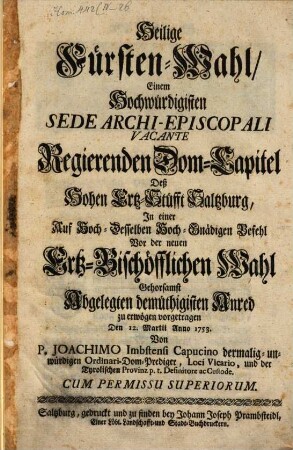 Heilige
Fürsten-Wahl/
Einem
Hochwürdigisten
SEDE ARCHI-EPISCOPALI
VACANTE
Regierenden Dom-Capitel
Deß
Hohen Ertz-Stüfft Saltzburg,
In einer
Auf Hoch-Desselben Hoch-Gnädigen Befehl
Vor der neuen
Ertz-Bischöfflichen Wahl
Gehorsamst
Abgelegten demüthigisten Anred
zu erwögen vorgetragen
Den 12. Martii Anno 1753.
Von
P. JOACHIMO Imbstensi Capucino dermalig-un-
würdigen Ordinari-Dom-Prediger, Loci Vicario, und der
Tyrolischen Provinz p. t. Definitore ac Custode.
CUM PERMISSU SUPERIORUM.
Saltzburg, gedruckt und zu finden bey Johann Joseph Prambsteidl,
Einer Löbl. Landschafft- und Stadt-Buchdruckern.